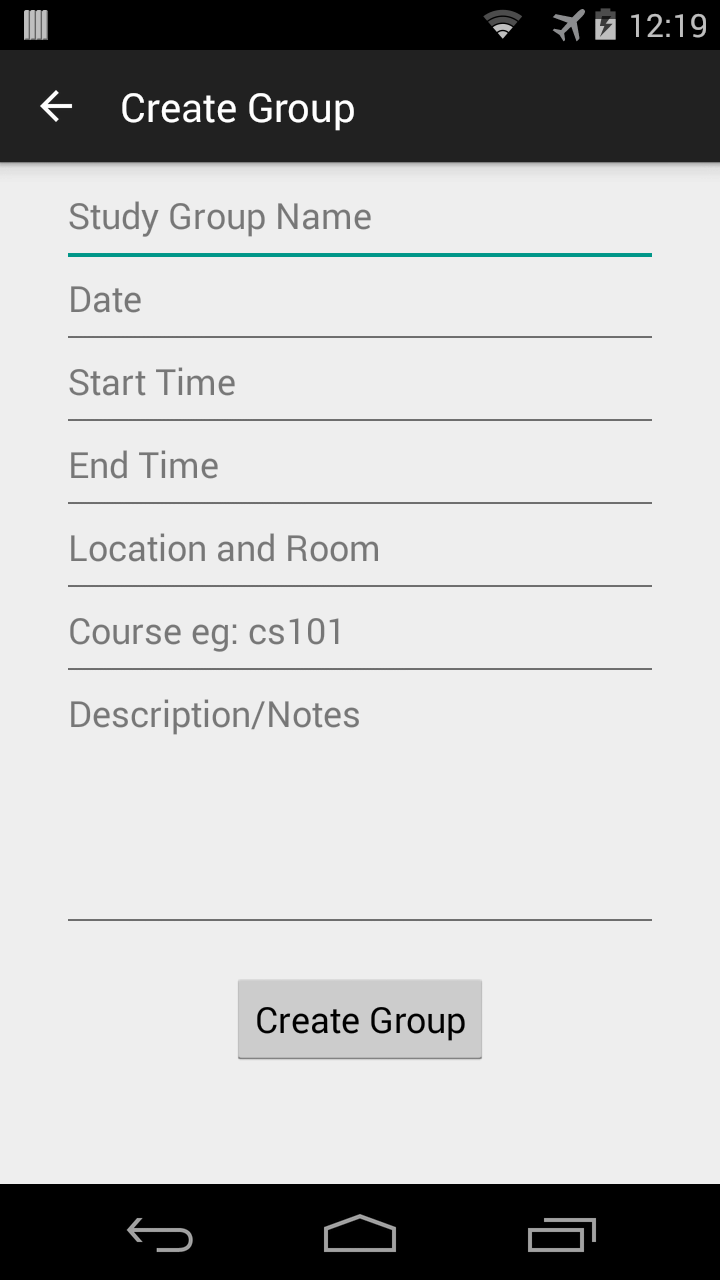 12:19
Create Group
Study Group Name
Date
Start Time
End Time
Location and Room
Course eg: cs101
Description/Notes
Create Group